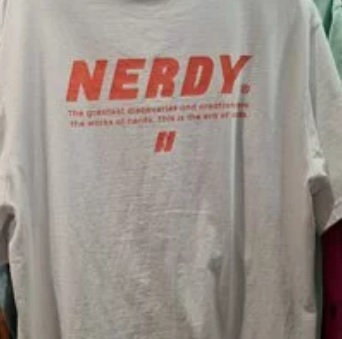 NERDY®
The greatest discoveries and creations
the works of nerds. This is the era of